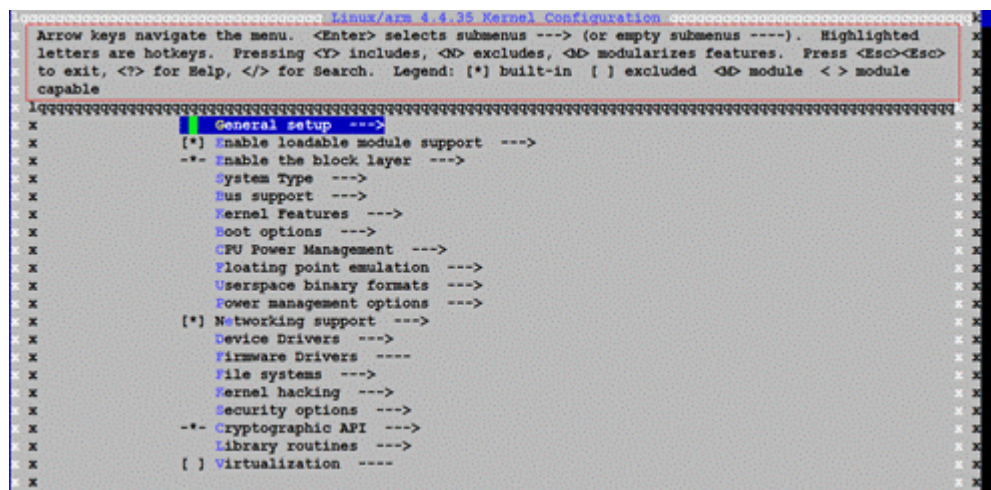 Linux/arm 4.4.35 Kernel Configuration
Arrow keys navigate the menu. <Enter> selects submenus ---> (or empty submenus ----). Highlighted
letters are hotkeys. Pressing <Y> includes, <N> excludes, <M> modularizes features. Press <Esc><Esc>
to exit, <?> for Help, </> for Search. Legend: [*] built-in [ ] excluded <M> module < > module
capable
General setup --->
[*] Enable loadable module support --->
-*- Enable the block layer --->
System Type --->
Bus support --->
Kernel Features --->
Boot options --->
CPU Power Management --->
Floating point emulation --->
Userspace binary formats --->
Power management options --->
[*] Networking support --->
Device Drivers --->
Firmware Drivers ----
File systems --->
Kernel hacking --->
Security options --->
-*- Cryptographic API --->
Library routines --->
[ ] Virtualization ----